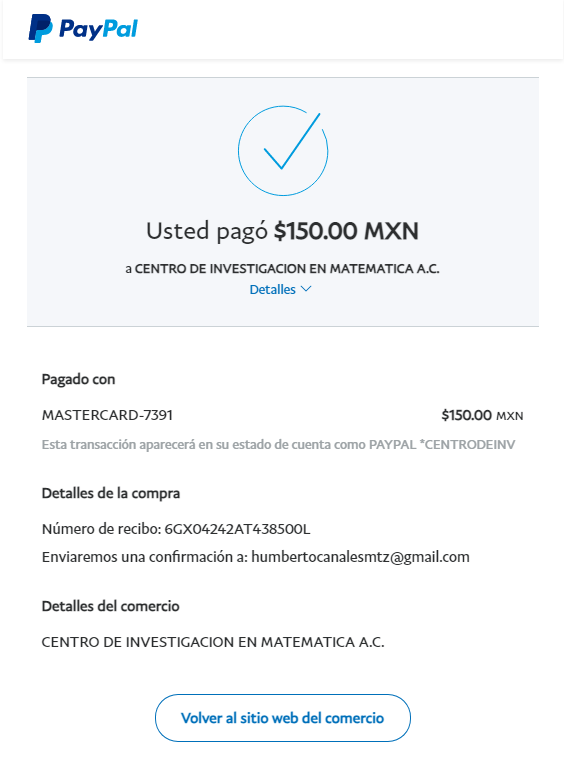 PayPal
Usted pagó $150.00 MXN
a CENTRO DE INVESTIGACION EN MATEMATICA A.C.
Detalles
Pagado con
MASTERCARD-7391 $150.00 MXN
Esta transacción aparecerá en su estado de cuenta como PAYPAL *CENTRODEINV
Detalles de la compra
Número de recibo: 6GX04242AT438500L
Enviaremos una confirmación a: humbertocanalesmtz@gmail.com
Detalles del comercio
CENTRO DE INVESTIGACION EN MATEMATICA A.C.
Volver al sitio web del comercio